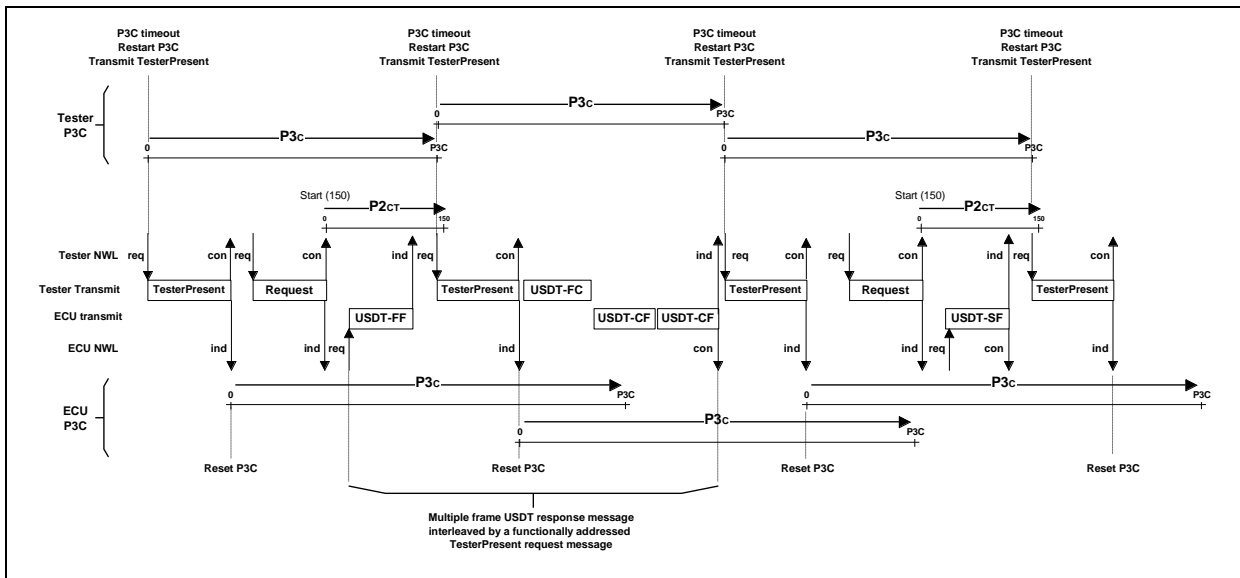 P3C timeout P3C timeout P3C timeout P3C timeout
Restart P3C Restart P3C Restart P3C Restart P3C
Transmit TesterPresent Transmit TesterPresent Transmit TesterPresent Transmit TesterPresent
P3C
0 P3C
Tester
P3C
P3C P3C
0 P3C 0 P3C
Start (150) Start (150)
P2CT P2CT
0 150 0 150
Tester NWL req con req con ind req con ind req con req con ind req con
Tester Transmit TesterPresent Request TesterPresent USDT-FC TesterPresent Request TesterPresent
ECU transmit USDT-FF USDT-CF USDT-CF USDT-SF
ECU NWL ind ind req ind con ind ind req con ind
P3C P3C
0 P3C 0 P3C
ECU
P3C
P3C
0 P3C
Reset P3C Reset P3C Reset P3C Reset P3C
Multiple frame USDT response message
interleaved by a functionally addressed
TesterPresent request message